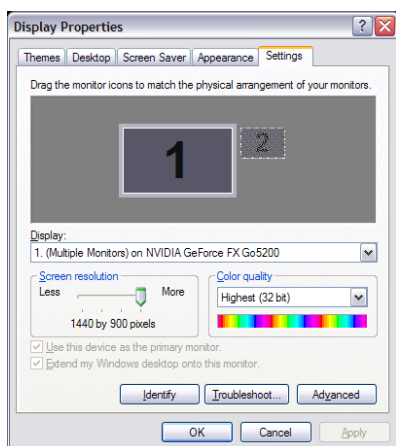 Display Properties
Themes Desktop Screen Saver Appearance Settings
Drag the monitor icons to match the physical arrangement of your monitors.
1 2
Display:
1. (Multiple Monitors) on NVIDIA GeForce FX Go5200
Screen resolution Color quality
Less More Highest (32 bit)
1440 by 900 pixels
Use this device as the primary monitor.
Extend my Windows desktop onto this monitor.
Identify Troubleshoot... Advanced
OK Cancel Apply